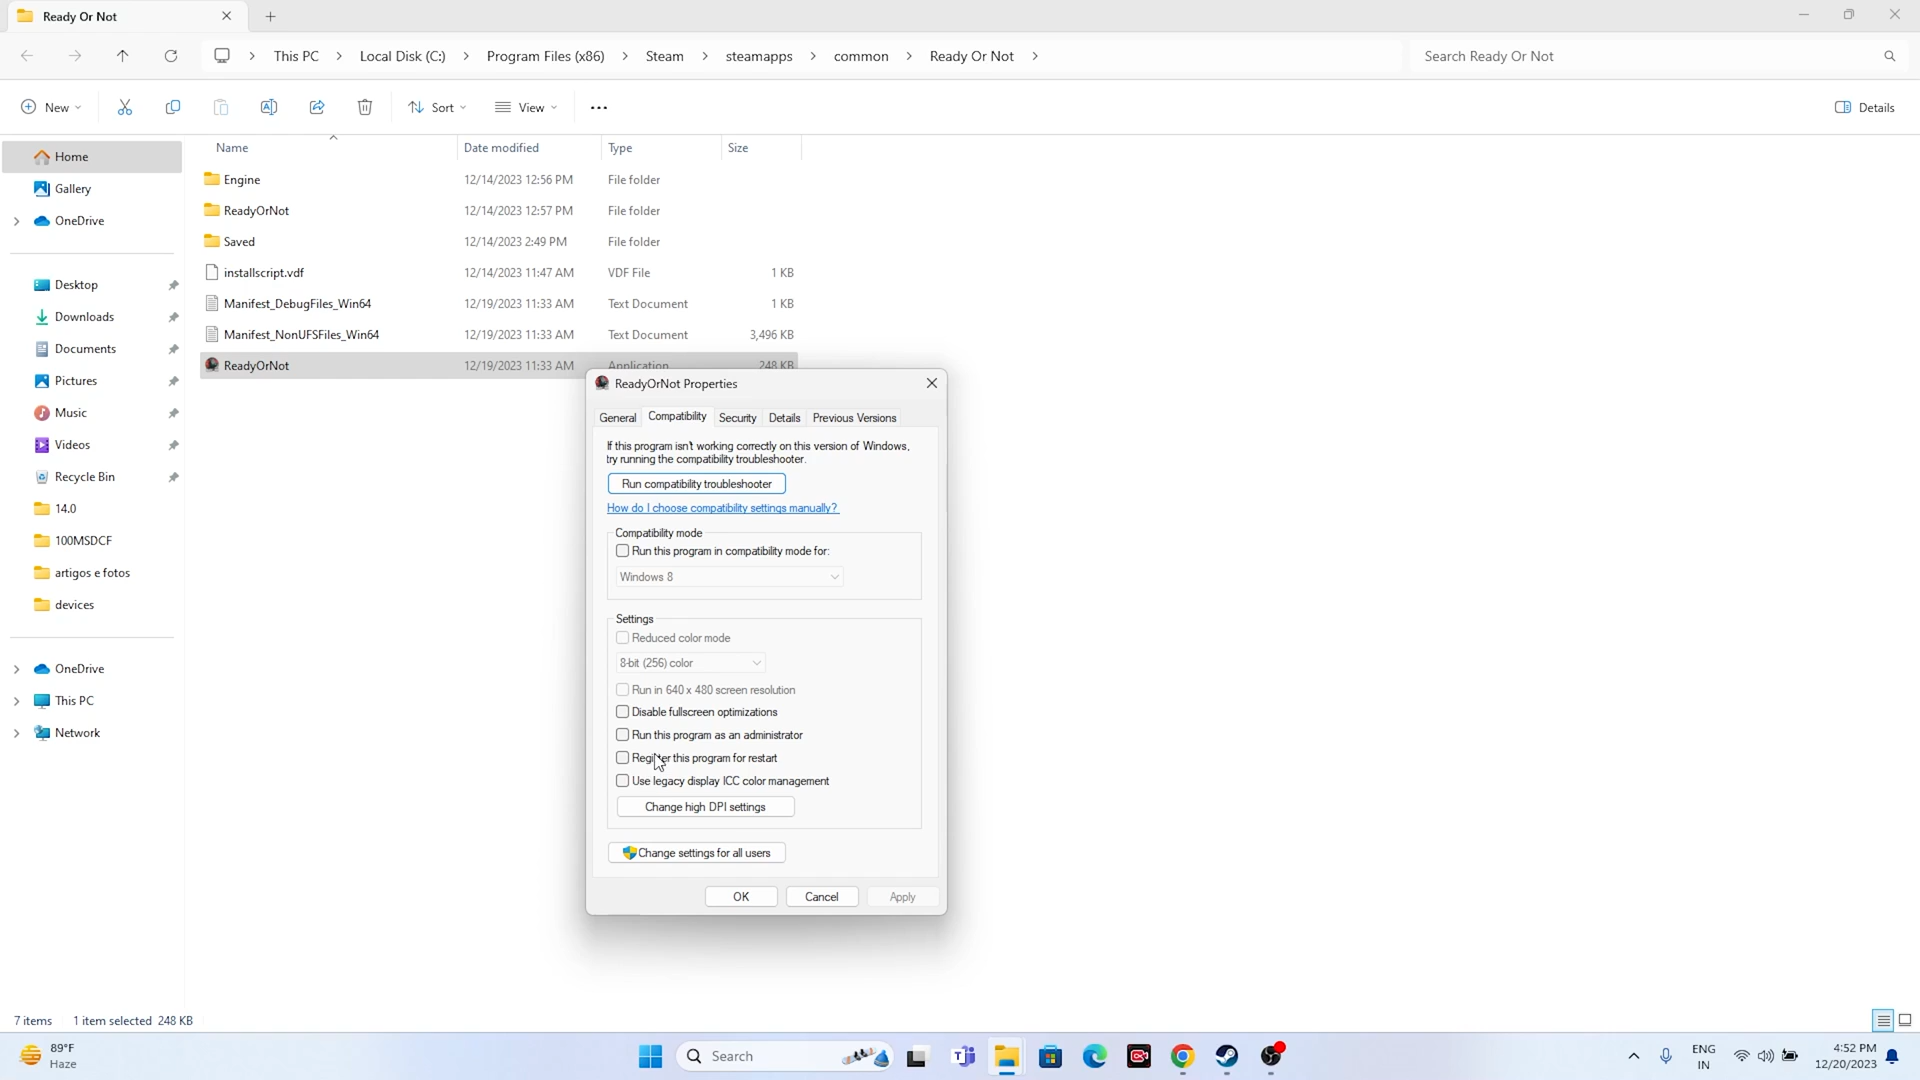 Ready Or Not
This PC
Local Disk (C:)
Program Files (x86)
Steam
steamapps
common
Ready Or Not
Search Ready Or Not
New
Sort
View
Details
Name
Date modified
Type
Size
Home
Gallery
OneDrive
Desktop
Downloads
Documents
Pictures
Music
Videos
Recycle Bin
14.0
100MSDCF
artigos e fotos
devices
OneDrive
This PC
Network
Engine 12/14/2023 12:56 PM File folder
ReadyOrNot 12/14/2023 12:57 PM File folder
Saved 12/14/2023 2:49 PM File folder
installscript.vdf 12/14/2023 11:47 AM VDF File 1 KB
Manifest_DebugFiles_Win64 12/19/2023 11:33 AM Text Document 1 KB
Manifest_NonUFSFiles_Win64 12/19/2023 11:33 AM Text Document 3,496 KB
ReadyOrNot 12/19/2023 11:33 AM Application 248 KB
ReadyOrNot Properties
General Compatibility Security Details Previous Versions
If this program isn't working correctly on this version of Windows,
try running the compatibility troubleshooter.
Run compatibility troubleshooter
How do I choose compatibility settings manually?
Compatibility mode
Run this program in compatibility mode for:
Windows 8
Settings
Reduced color mode
8-bit (256) color
Run in 640 x 480 screen resolution
Disable fullscreen optimizations
Run this program as an administrator
Register this program for restart
Use legacy display ICC color management
Change high DPI settings
Change settings for all users
OK Cancel Apply
7 items 1 item selected 248 KB
89°F
Haze
Search
ENG
IN
4:52 PM
12/20/2023